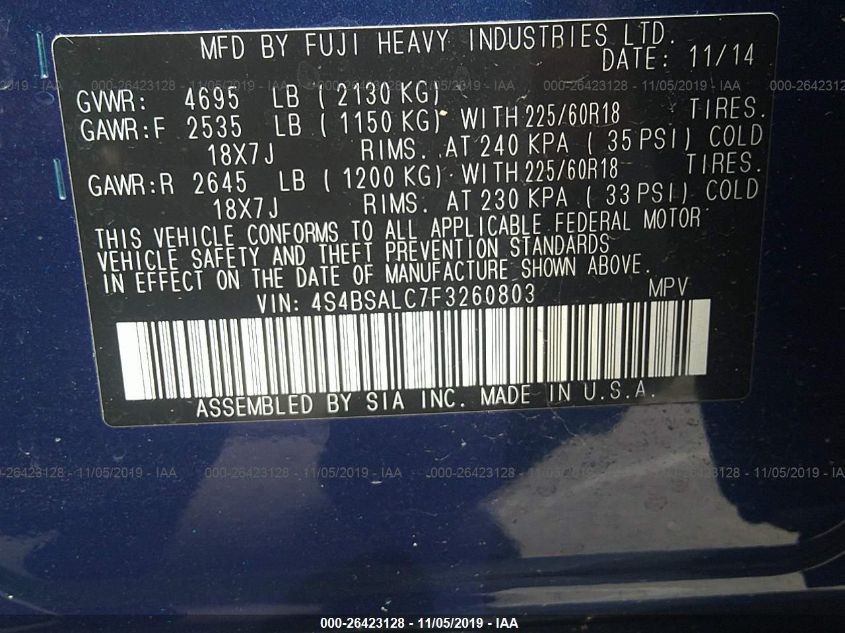 MFD BY FUJI HEAVY INDUSTRIES LTD.
DATE: 11/14
GVWR: 4695 LB ( 2130 KG)
GAWR:F 2535 LB ( 1150 KG) WITH 225/60R18 TIRES.
18X7J RIMS. AT 240 KPA ( 35 PSI) COLD
GAWR:R 2645 LB ( 1200 KG) WITH 225/60R18 TIRES.
18X7J RIMS. AT 230 KPA ( 33 PSI) COLD
THIS VEHICLE CONFORMS TO ALL APPLICABLE FEDERAL MOTOR
VEHICLE SAFETY AND THEFT PREVENTION STANDARDS
IN EFFECT ON THE DATE OF MANUFACTURE SHOWN ABOVE.
VIN: 4S4BSALC7F3260803 MPV
ASSEMBLED BY SIA INC. MADE IN U.S.A.
000-26423128 - 11/05/2019 - IAA